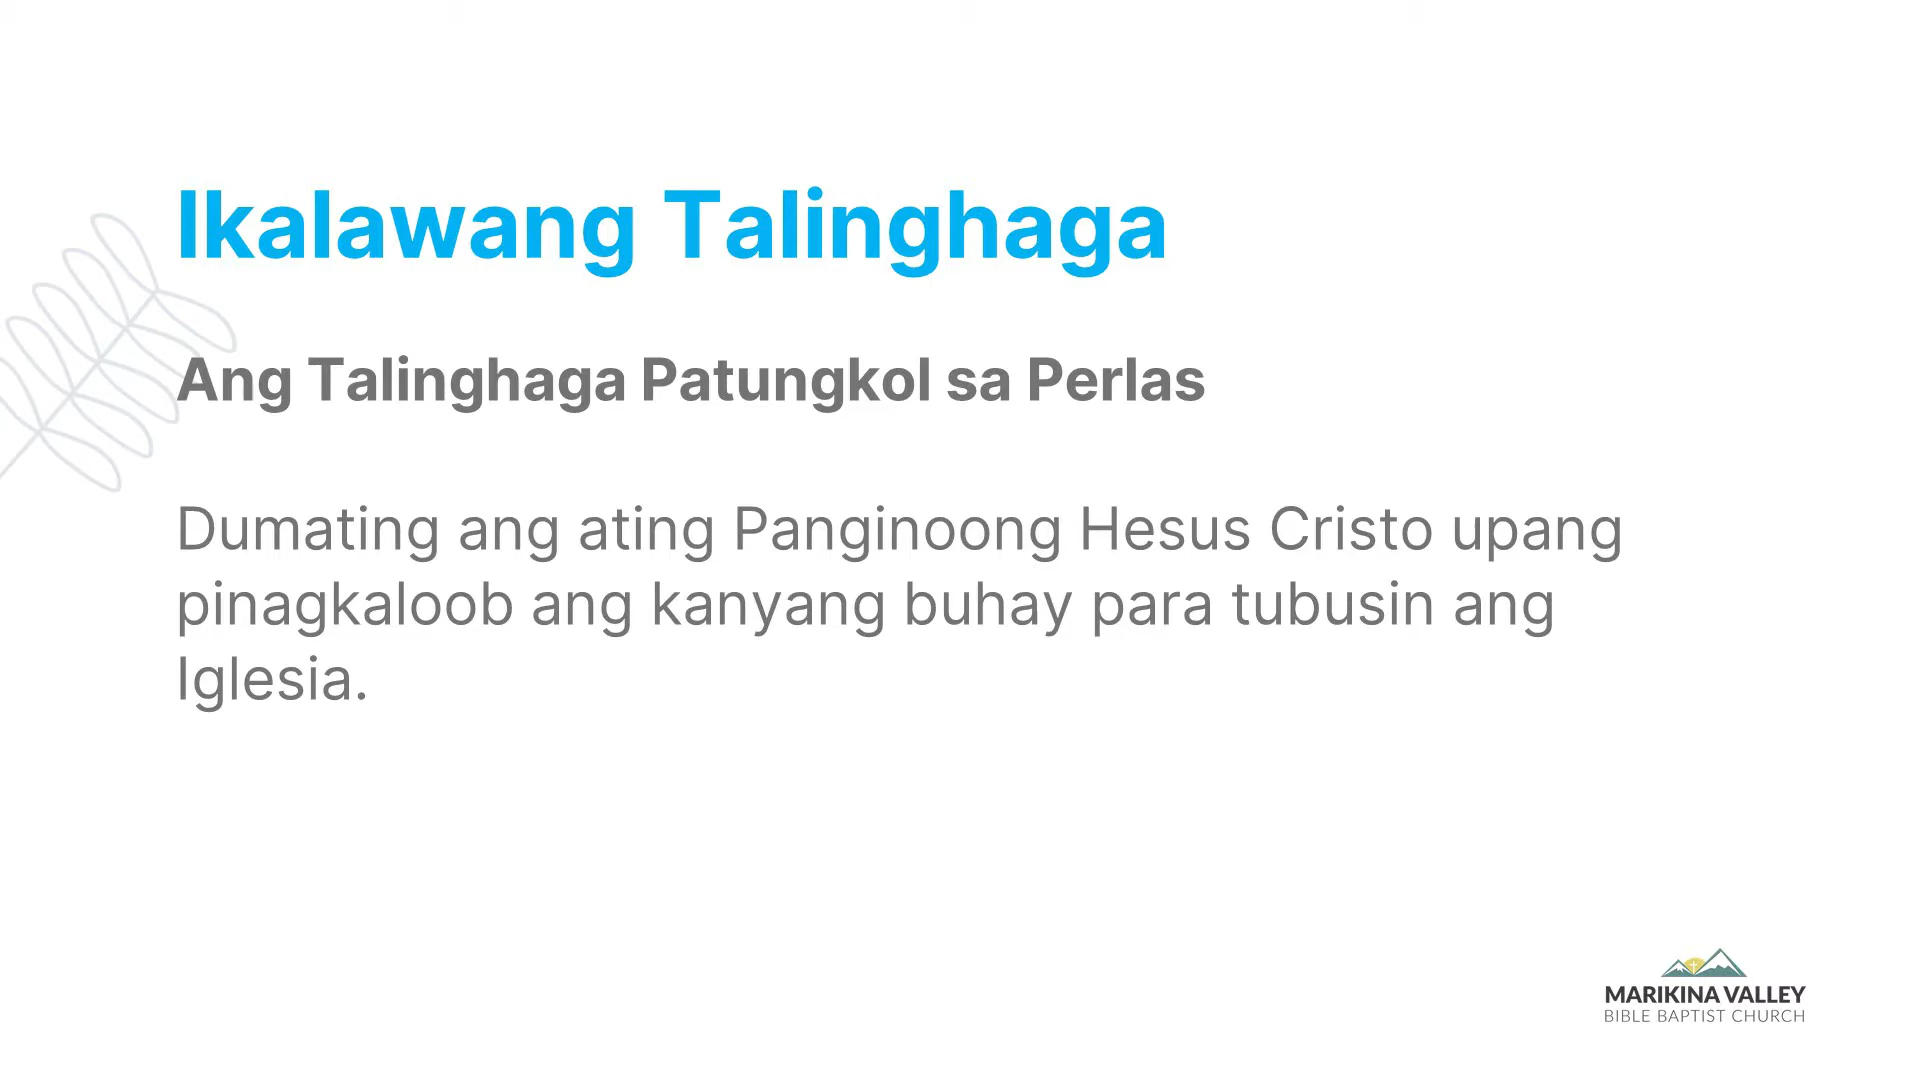 Ikalawang Talinghaga
Ang Talinghaga Patungkol sa Perlas
Dumating ang ating Panginoong Hesus Cristo upang
pinagkaloob ang kanyang buhay para tubusin ang
Iglesia.
MARIKINA VALLEY
BIBLE BAPTIST CHURCH